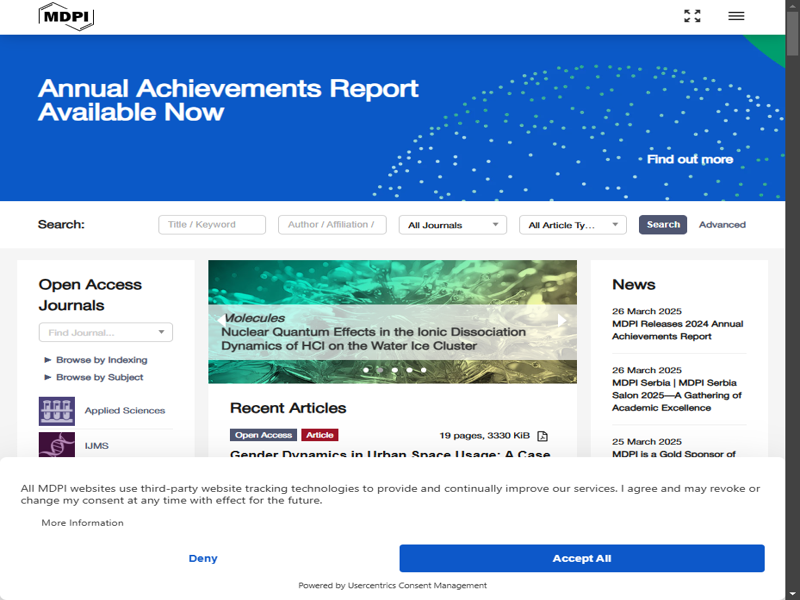 MDPI
Annual Achievements Report
Available Now
Find out more
Search:
Title / Keyword
Author / Affiliation /
All Journals
All Article Ty...
Search
Advanced
Open Access
Journals
Find Journal...
Browse by Indexing
Browse by Subject
Applied Sciences
IJMS
Molecules
Nuclear Quantum Effects in the Ionic Dissociation
Dynamics of HCl on the Water Ice Cluster
Recent Articles
Open Access Article 19 pages, 3330 KiB
Gender Dynamics in Urban Space Usage: A Case
News
26 March 2025
MDPI Releases 2024 Annual
Achievements Report
26 March 2025
MDPI Serbia | MDPI Serbia
Salon 2025—A Gathering of
Academic Excellence
25 March 2025
MDPI is a Gold Sponsor of
All MDPI websites use third-party website tracking technologies to provide and continually improve our services. I agree and may revoke or
change my consent at any time with effect for the future.
More Information
Deny
Accept All
Powered by Usercentrics Consent Management